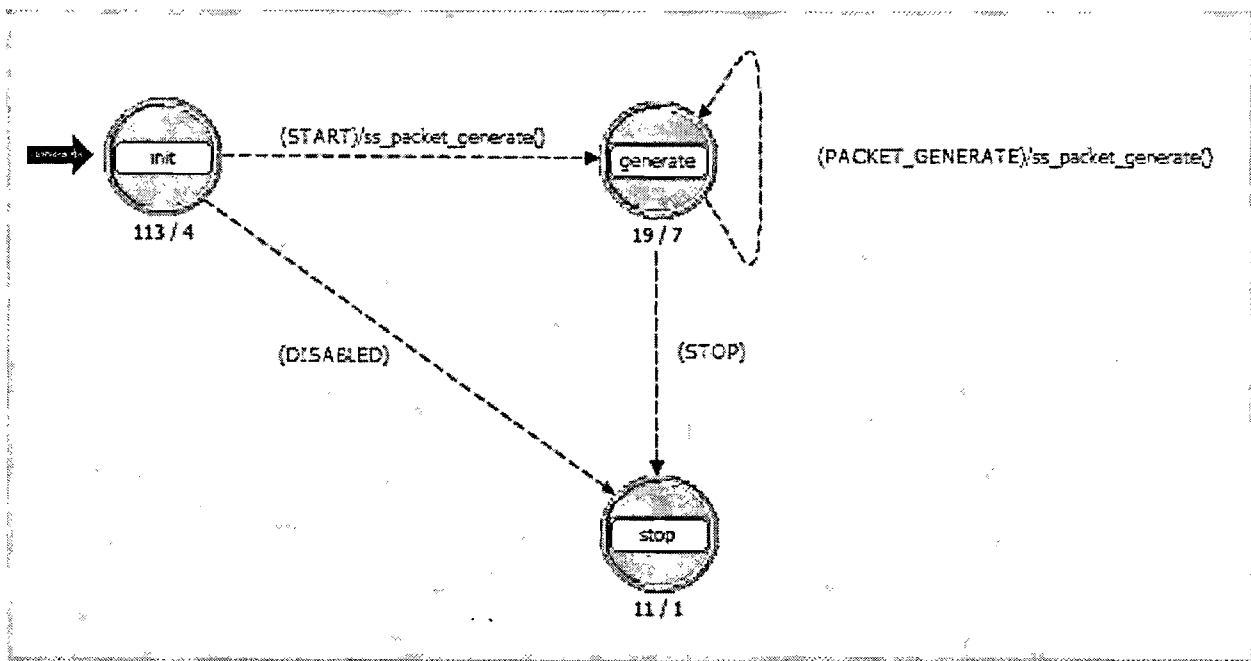 init
(START)/ss_packet_generate()
generate
(PACKET_GENERATE)/ss_packet_generate()
113 / 4
19 / 7
(DISABLED)
(STOP)
stop
11 / 1